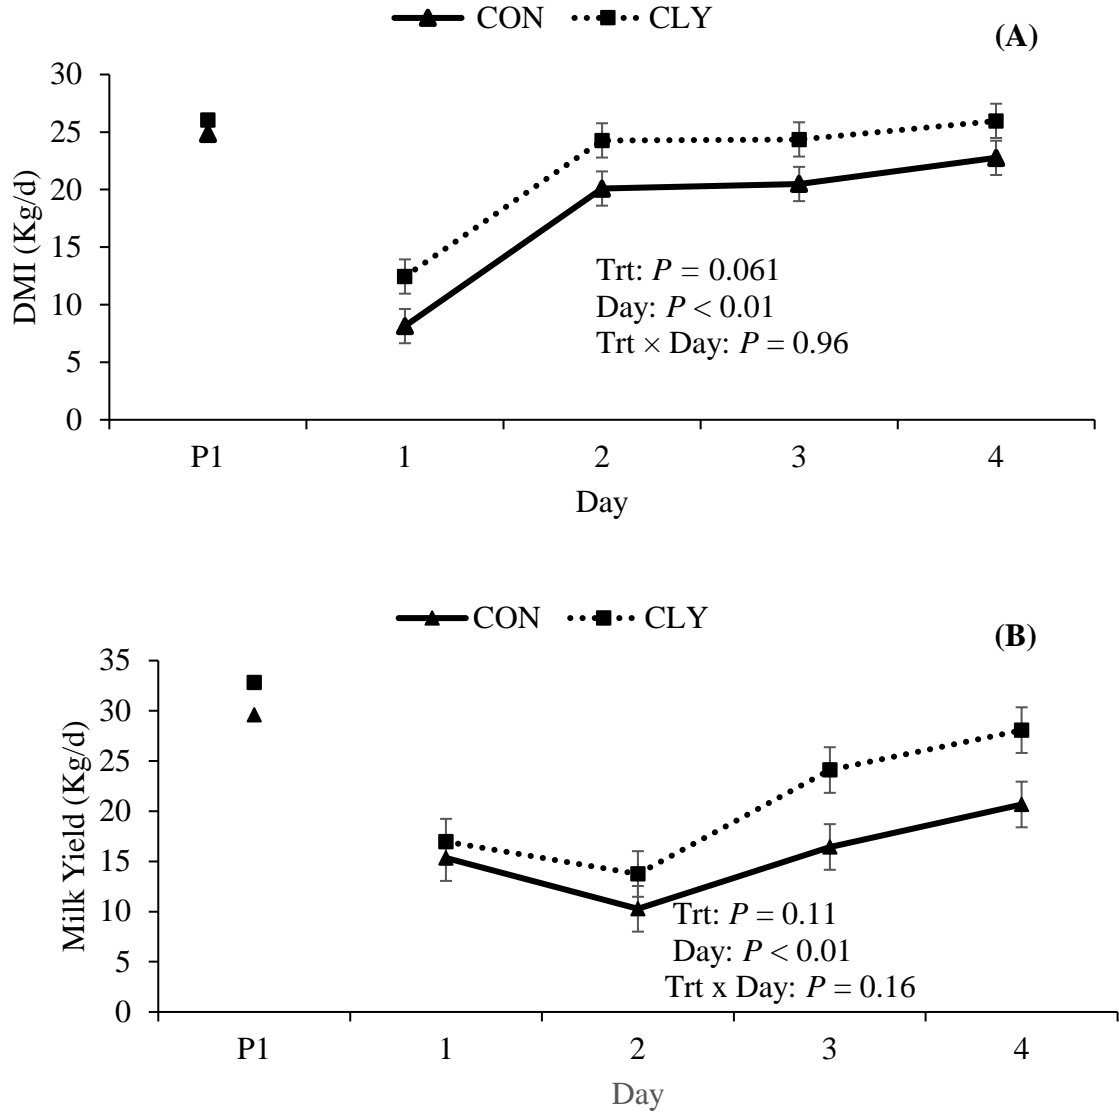 CON CLY
(A)
30
25
20
15
10
5
0
DMI (Kg/d)
Trt: P = 0.061
Day: P < 0.01
Trt × Day: P = 0.96
P1 1 2 3 4
Day
CON CLY
(B)
35
30
25
20
15
10
5
0
Milk Yield (Kg/d)
Trt: P = 0.11
Day: P < 0.01
Trt x Day: P = 0.16
P1 1 2 3 4
Day